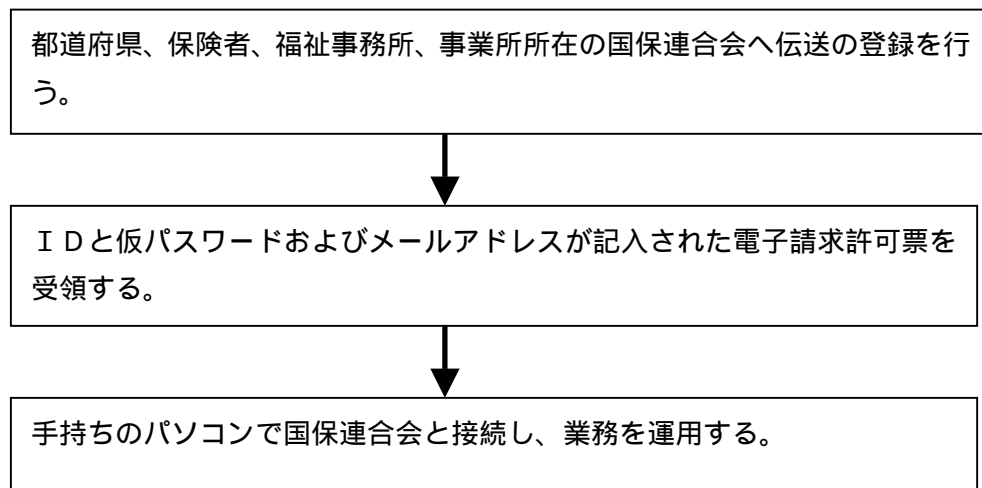 都道府県、保険者、福祉事務所、事業所所在の国保連合会へ伝送の登録を行
う。
ＩＤと仮パスワードおよびメールアドレスが記入された電子請求許可票を
受領する。
手持ちのパソコンで国保連合会と接続し、業務を運用する。